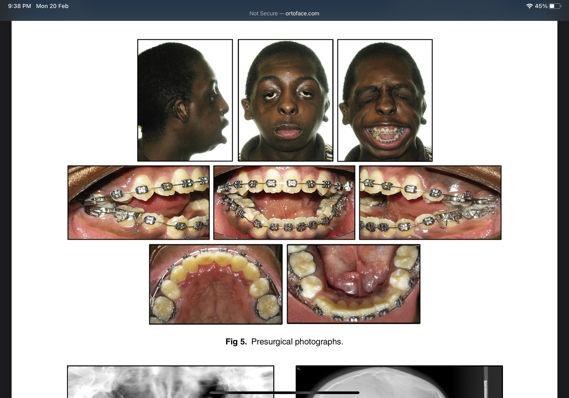 9:38 PM Mon 20 Feb
45%
Not Secure — ortoface.com
Fig 5. Presurgical photographs.